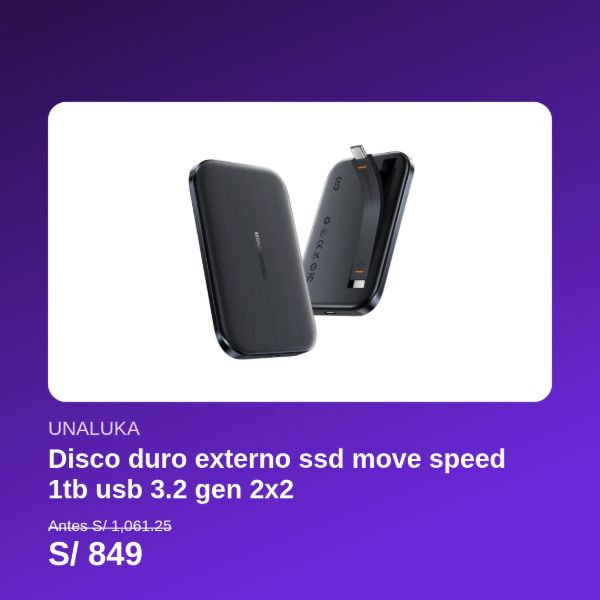 UNALUKA
Disco duro externo ssd move speed
1tb usb 3.2 gen 2x2
Antes S/ 1,061.25
S/ 849